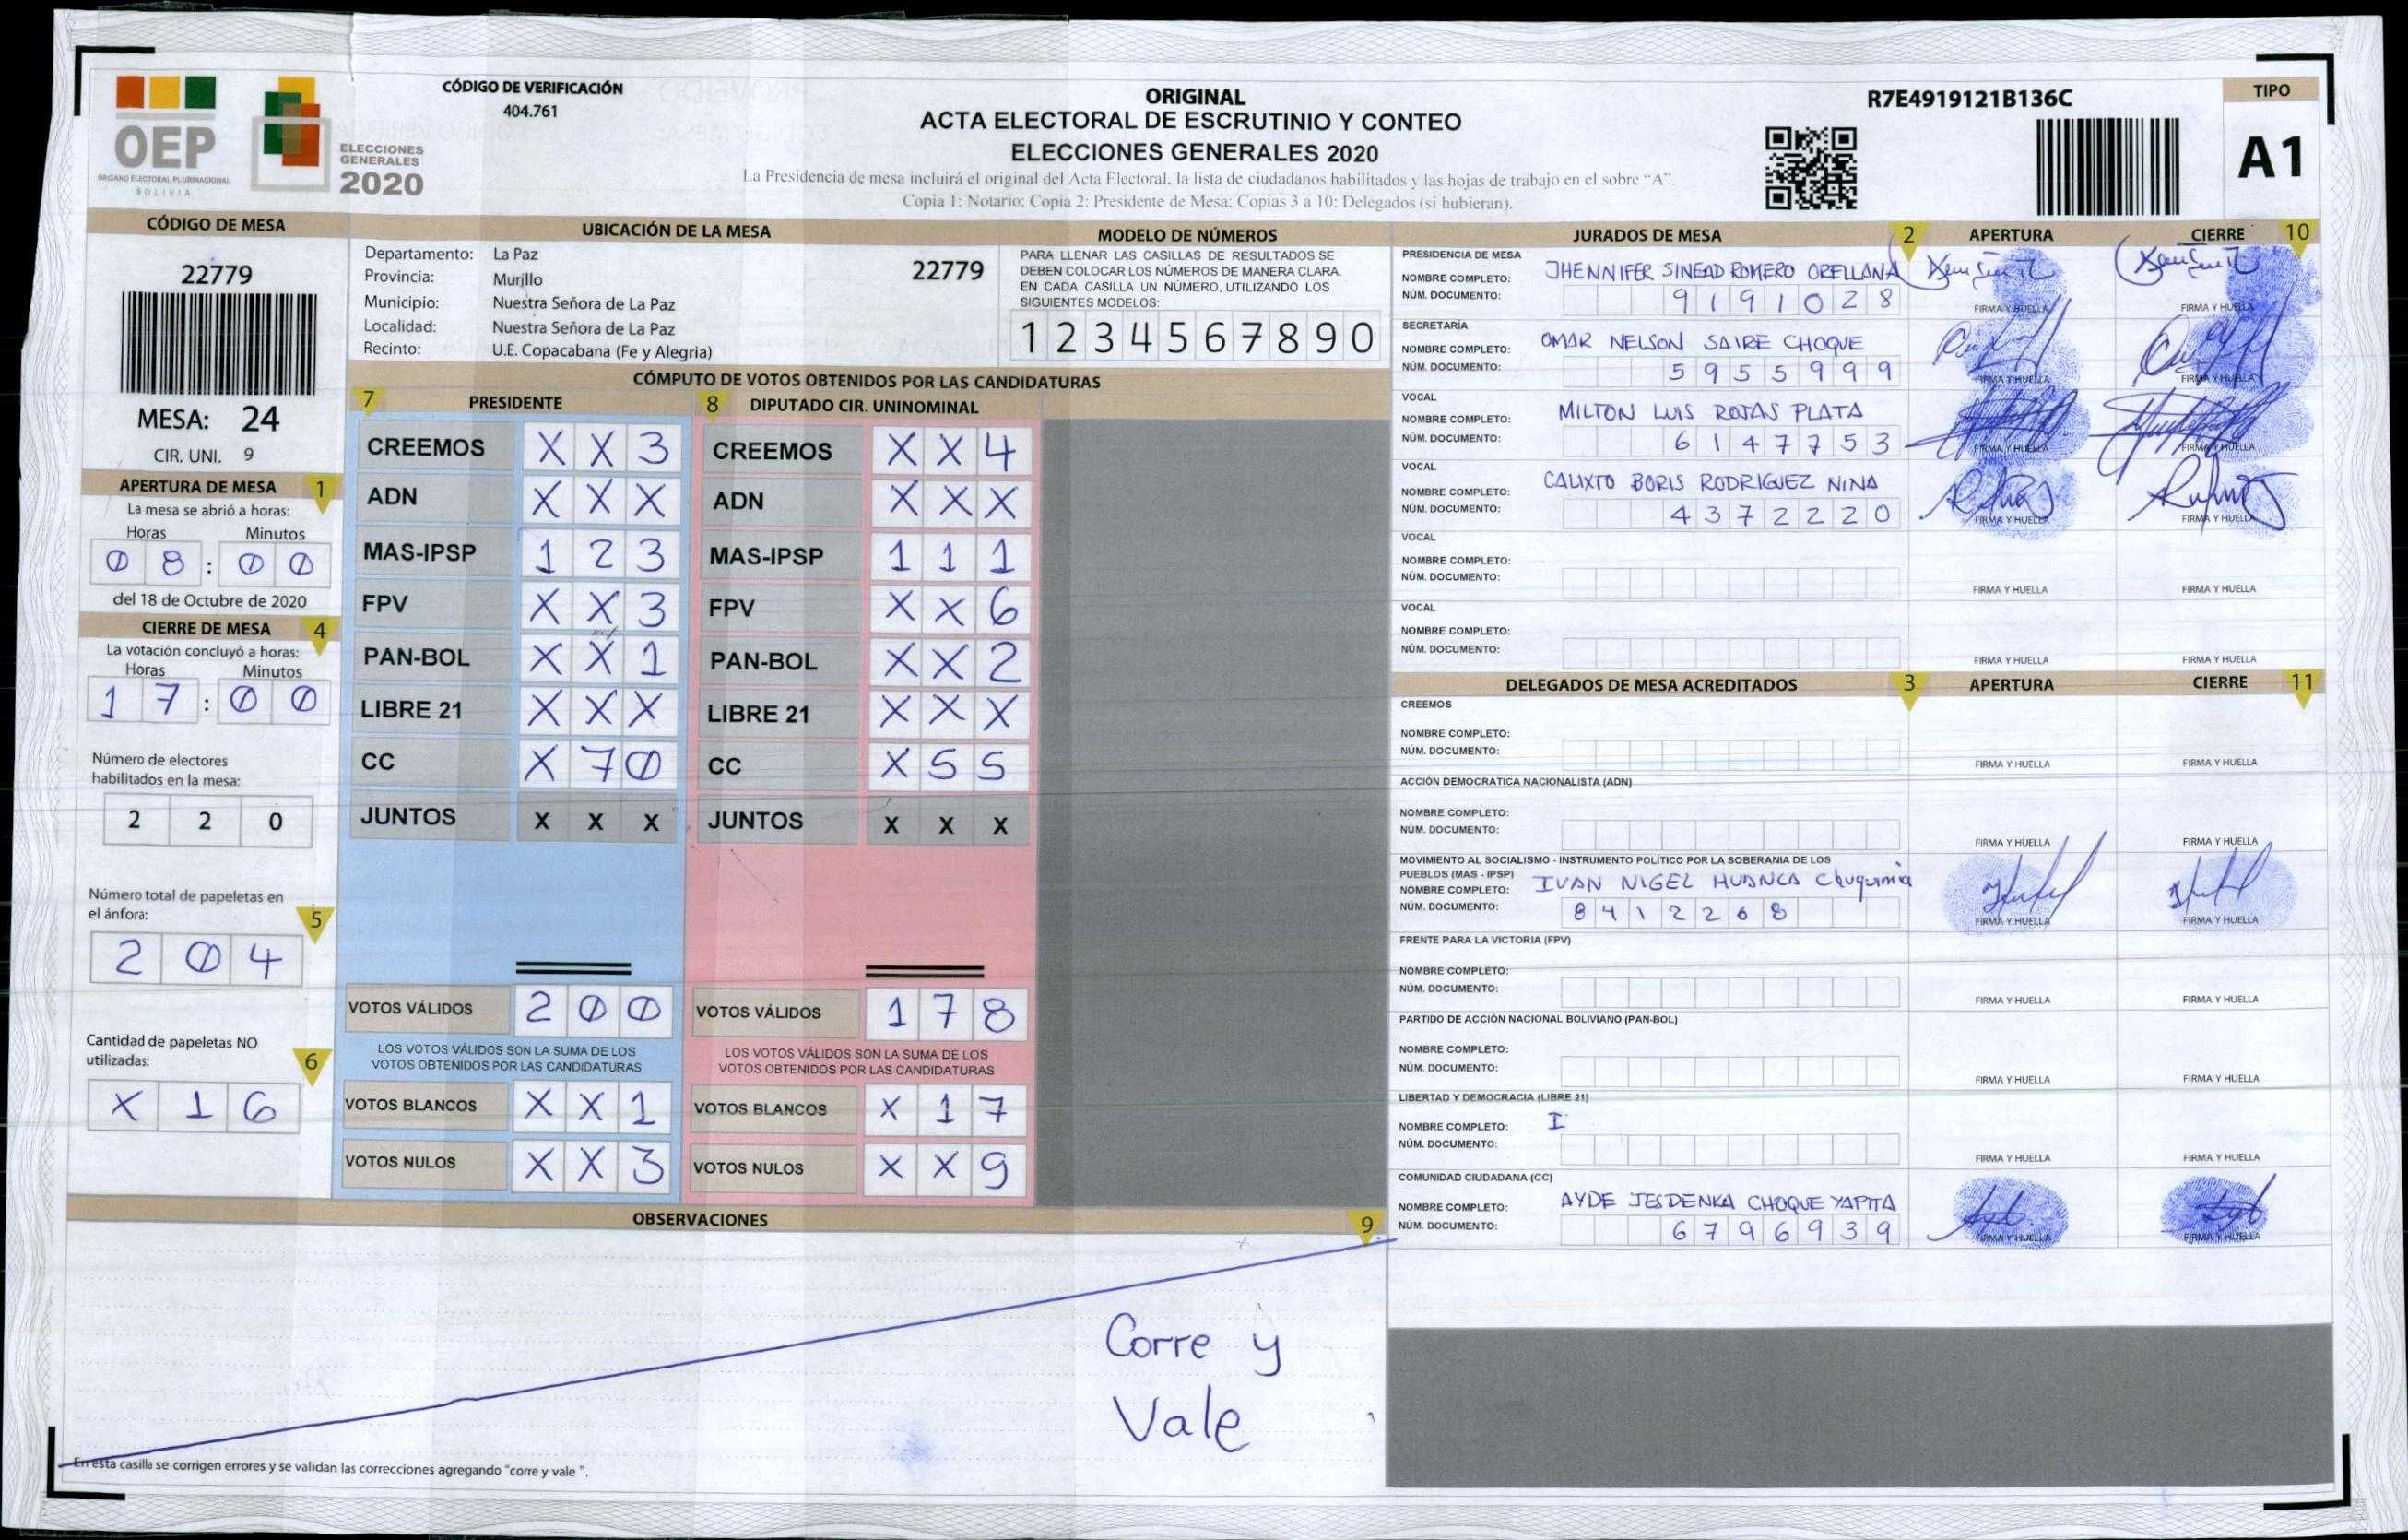 CÓDIGO DE VERIFICACIÓN
404.761
OEP
ÓRGANO ELECTORAL PLURINACIONAL
BOLIVIA
ELECCIONES
GENERALES
2020
ORIGINAL
ACTA ELECTORAL DE ESCRUTINIO Y CONTEO
ELECCIONES GENERALES 2020
La Presidencia de mesa incluirá el original del Acta Electoral, la lista de ciudadanos habilitados y las hojas de trabajo en el sobre “A”.
Copia 1: Notario; Copia 2: Presidente de Mesa; Copias 3 a 10: Delegados (si hubieran).
R7E4919121B136C
TIPO
A1
CÓDIGO DE MESA
22779
MESA: 24
CIR. UNI. 9
UBICACIÓN DE LA MESA
Departamento: La Paz
22779
Provincia: Murillo
Municipio: Nuestra Señora de La Paz
Localidad: Nuestra Señora de La Paz
Recinto: U.E. Copacabana (Fe y Alegria)
MODELO DE NÚMEROS
PARA LLENAR LAS CASILLAS DE RESULTADOS SE
DEBEN COLOCAR LOS NÚMEROS DE MANERA CLARA.
EN CADA CASILLA UN NÚMERO, UTILIZANDO LOS
SIGUIENTES MODELOS:
1 2 3 4 5 6 7 8 9 0
APERTURA DE MESA 1
La mesa se abrió a horas:
Horas Minutos
0 8 : 0 0
del 18 de Octubre de 2020
CIERRE DE MESA 4
La votación concluyó a horas:
Horas Minutos
1 7 : 0 0
Número de electores
habilitados en la mesa:
2 2 0
Número total de papeletas en
el ánfora: 5
2 0 4
Cantidad de papeletas NO
utilizadas: 6
X 1 6
CÓMPUTO DE VOTOS OBTENIDOS POR LAS CANDIDATURAS
7 PRESIDENTE
CREEMOS X X 3
ADN X X X
MAS-IPSP 1 2 3
FPV X X 3
PAN-BOL X X 1
LIBRE 21 X X X
CC X 7 0
JUNTOS X X X
VOTOS VÁLIDOS 2 0 0
LOS VOTOS VÁLIDOS SON LA SUMA DE LOS
VOTOS OBTENIDOS POR LAS CANDIDATURAS
VOTOS BLANCOS X X 1
VOTOS NULOS X X 3
8 DIPUTADO CIR. UNINOMINAL
CREEMOS X X 4
ADN X X X
MAS-IPSP 1 1 1
FPV X X 6
PAN-BOL X X 2
LIBRE 21 X X X
CC X 5 5
JUNTOS X X X
VOTOS VÁLIDOS 1 7 8
LOS VOTOS VÁLIDOS SON LA SUMA DE LOS
VOTOS OBTENIDOS POR LAS CANDIDATURAS
VOTOS BLANCOS X 1 7
VOTOS NULOS X X 9
OBSERVACIONES 9
Corre y
Vale
En esta casilla se corrigen errores y se validan las correcciones agregando "corre y vale ".
JURADOS DE MESA 2 APERTURA CIERRE 10
PRESIDENCIA DE MESA
NOMBRE COMPLETO: JHENNIFER SINEAD ROMERO ORELLANA
NÚM. DOCUMENTO: 9 1 9 1 0 2 8
FIRMA Y HUELLA FIRMA Y HUELLA
SECRETARÍA
NOMBRE COMPLETO: OMAR NELSON SAIRE CHOQUE
NÚM. DOCUMENTO: 5 9 5 5 9 9 9
FIRMA Y HUELLA FIRMA Y HUELLA
VOCAL
NOMBRE COMPLETO: MILTON LUIS ROJAS PLATA
NÚM. DOCUMENTO: 6 1 4 7 7 5 3
FIRMA Y HUELLA FIRMA Y HUELLA
VOCAL
NOMBRE COMPLETO: CALIXTO BORIS RODRIGUEZ NINA
NÚM. DOCUMENTO: 4 3 7 2 2 2 0
FIRMA Y HUELLA FIRMA Y HUELLA
VOCAL
NOMBRE COMPLETO:
NÚM. DOCUMENTO:
FIRMA Y HUELLA FIRMA Y HUELLA
VOCAL
NOMBRE COMPLETO:
NÚM. DOCUMENTO:
FIRMA Y HUELLA FIRMA Y HUELLA
DELEGADOS DE MESA ACREDITADOS 3 APERTURA CIERRE 11
CREEMOS
NOMBRE COMPLETO:
NÚM. DOCUMENTO:
FIRMA Y HUELLA FIRMA Y HUELLA
ACCIÓN DEMOCRÁTICA NACIONALISTA (ADN)
NOMBRE COMPLETO:
NÚM. DOCUMENTO:
FIRMA Y HUELLA FIRMA Y HUELLA
MOVIMIENTO AL SOCIALISMO - INSTRUMENTO POLÍTICO POR LA SOBERANIA DE LOS
PUEBLOS (MAS - IPSP)
NOMBRE COMPLETO: IVAN NIGEL HUANCA Chuquimia
NÚM. DOCUMENTO: 8 4 1 2 2 6 8
FIRMA Y HUELLA FIRMA Y HUELLA
FRENTE PARA LA VICTORIA (FPV)
NOMBRE COMPLETO:
NÚM. DOCUMENTO:
FIRMA Y HUELLA FIRMA Y HUELLA
PARTIDO DE ACCIÓN NACIONAL BOLIVIANO (PAN-BOL)
NOMBRE COMPLETO:
NÚM. DOCUMENTO:
FIRMA Y HUELLA FIRMA Y HUELLA
LIBERTAD Y DEMOCRACIA (LIBRE 21)
NOMBRE COMPLETO: I
NÚM. DOCUMENTO:
FIRMA Y HUELLA FIRMA Y HUELLA
COMUNIDAD CIUDADANA (CC)
NOMBRE COMPLETO: AYDE JESDENKA CHOQUE YAPITA
NÚM. DOCUMENTO: 6 7 9 6 9 3 9
FIRMA Y HUELLA FIRMA Y HUELLA